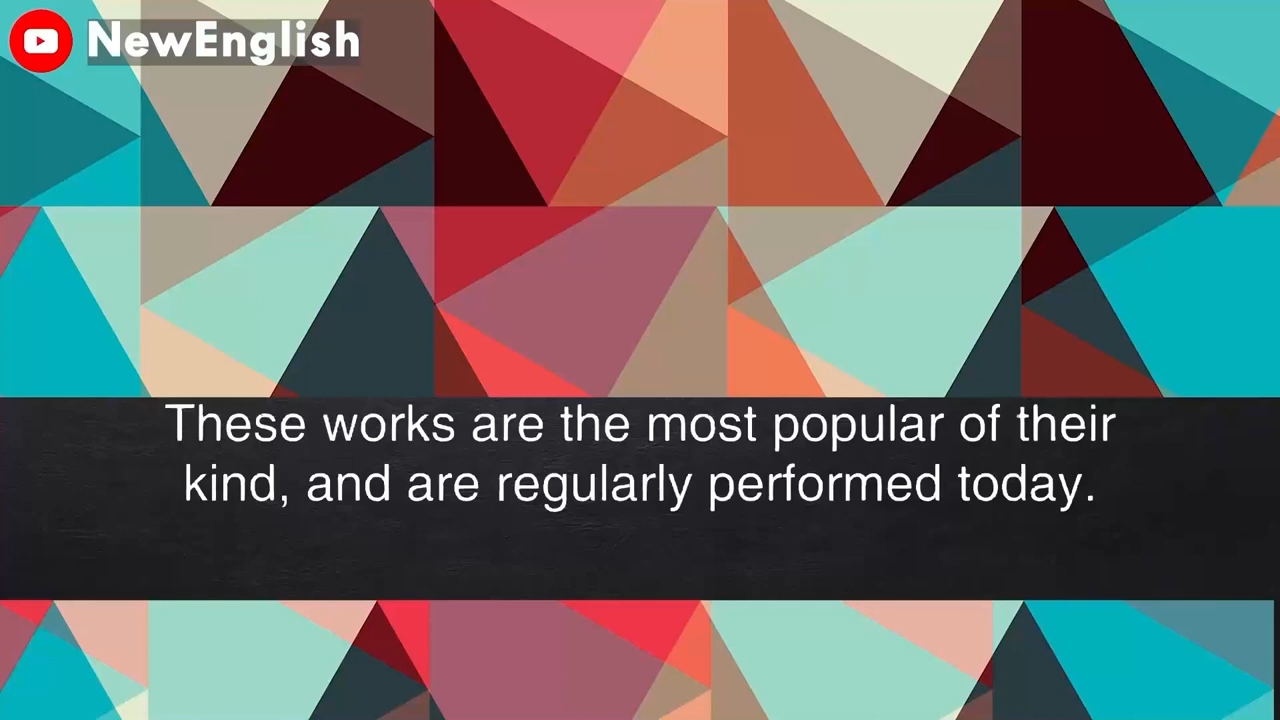 NewEnglish
These works are the most popular of their
kind, and are regularly performed today.